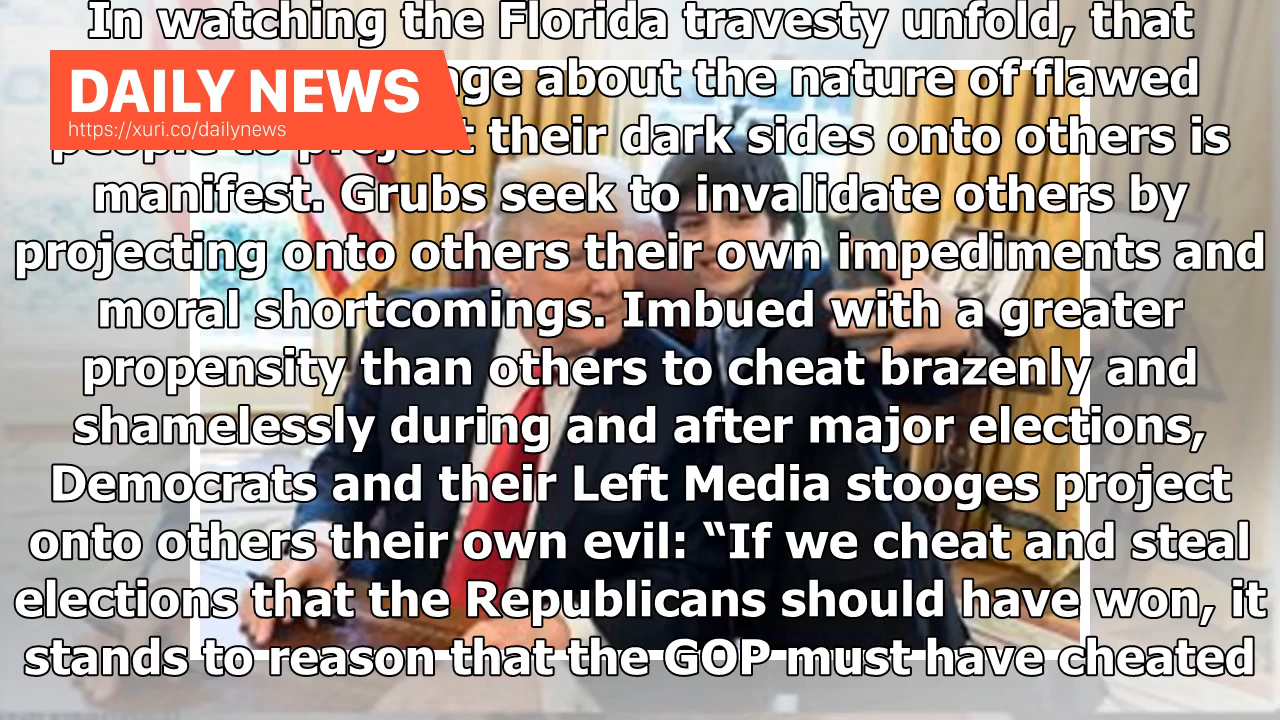 In watching the Florida travesty unfold, that
DAILY NEWS
https://xuri.co/dailynews
about the nature of flawed
people to project their dark sides onto others is
manifest. Grubs seek to invalidate others by
projecting onto others their own impediments and
moral shortcomings. Imbued with a greater
propensity than others to cheat brazenly and
shamelessly during and after major elections,
Democrats and their Left Media stooges project
onto others their own evil: “If we cheat and steal
elections that the Republicans should have won, it
stands to reason that the GOP must have cheated